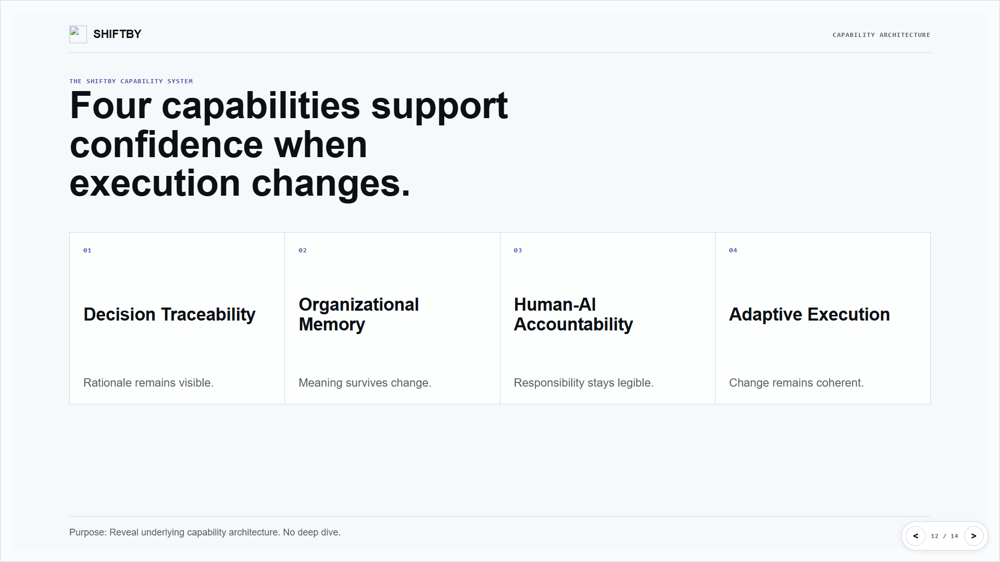 SHIFTBY
CAPABILITY ARCHITECTURE
THE SHIFTBY CAPABILITY SYSTEM
Four capabilities support
confidence when
execution changes.
01
Decision Traceability
Rationale remains visible.
02
Organizational
Memory
Meaning survives change.
03
Human-AI
Accountability
Responsibility stays legible.
04
Adaptive Execution
Change remains coherent.
Purpose: Reveal underlying capability architecture. No deep dive.
< 12 / 14 >